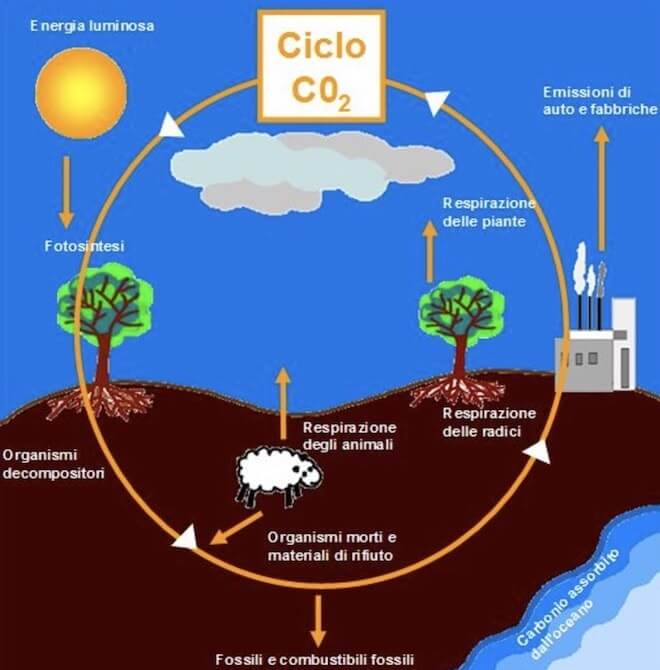 Energia luminosa
Ciclo
C0₂
Emissioni di
auto e fabbriche
Respirazione
delle piante
Fotosintesi
Respirazione
degli animali
Respirazione
delle radici
Organismi
decompositori
Organismi morti e
materiali di rifiuto
Carbonio assorbito
dall'oceano
Fossili e combustibili fossili